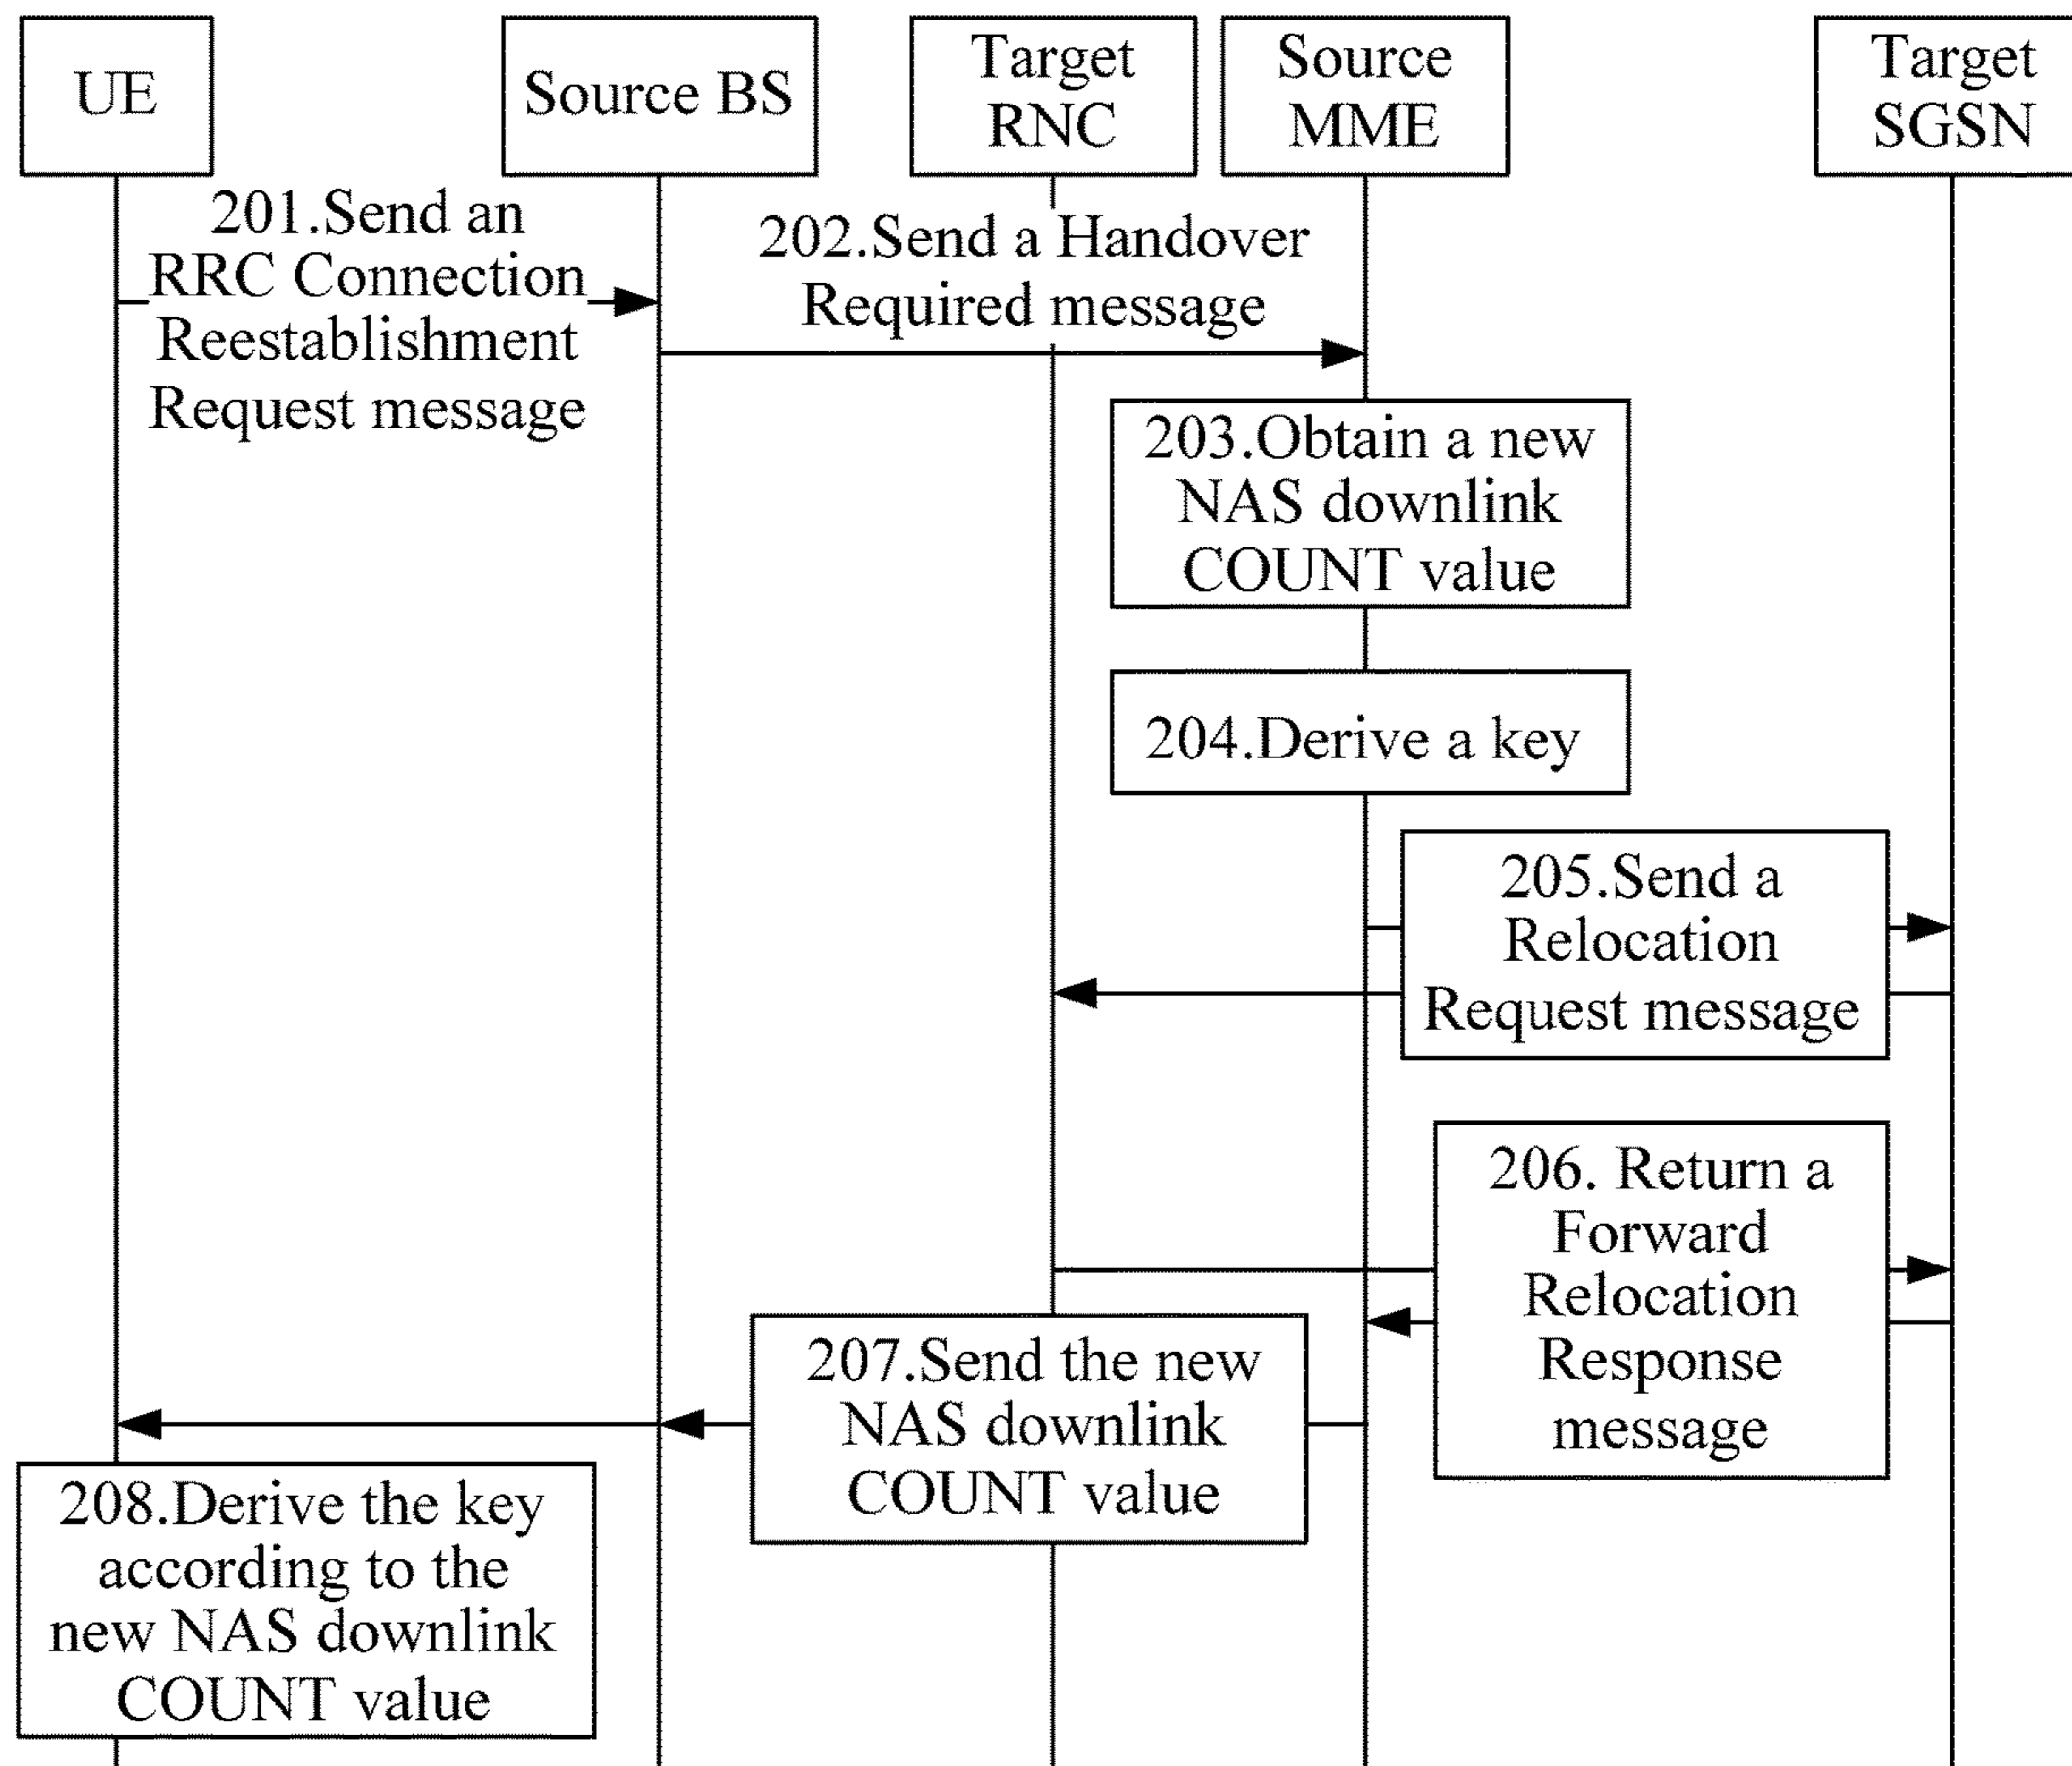 UE
Source BS
Target
RNC
Source
MME
Target
SGSN
201.Send an
RRC Connection
Reestablishment
Request message
202.Send a Handover
Required message
203.Obtain a new
NAS downlink
COUNT value
204.Derive a key
205.Send a
Relocation
Request message
206. Return a
Forward
Relocation
Response
message
207.Send the new
NAS downlink
COUNT value
208.Derive the key
according to the
new NAS downlink
COUNT value